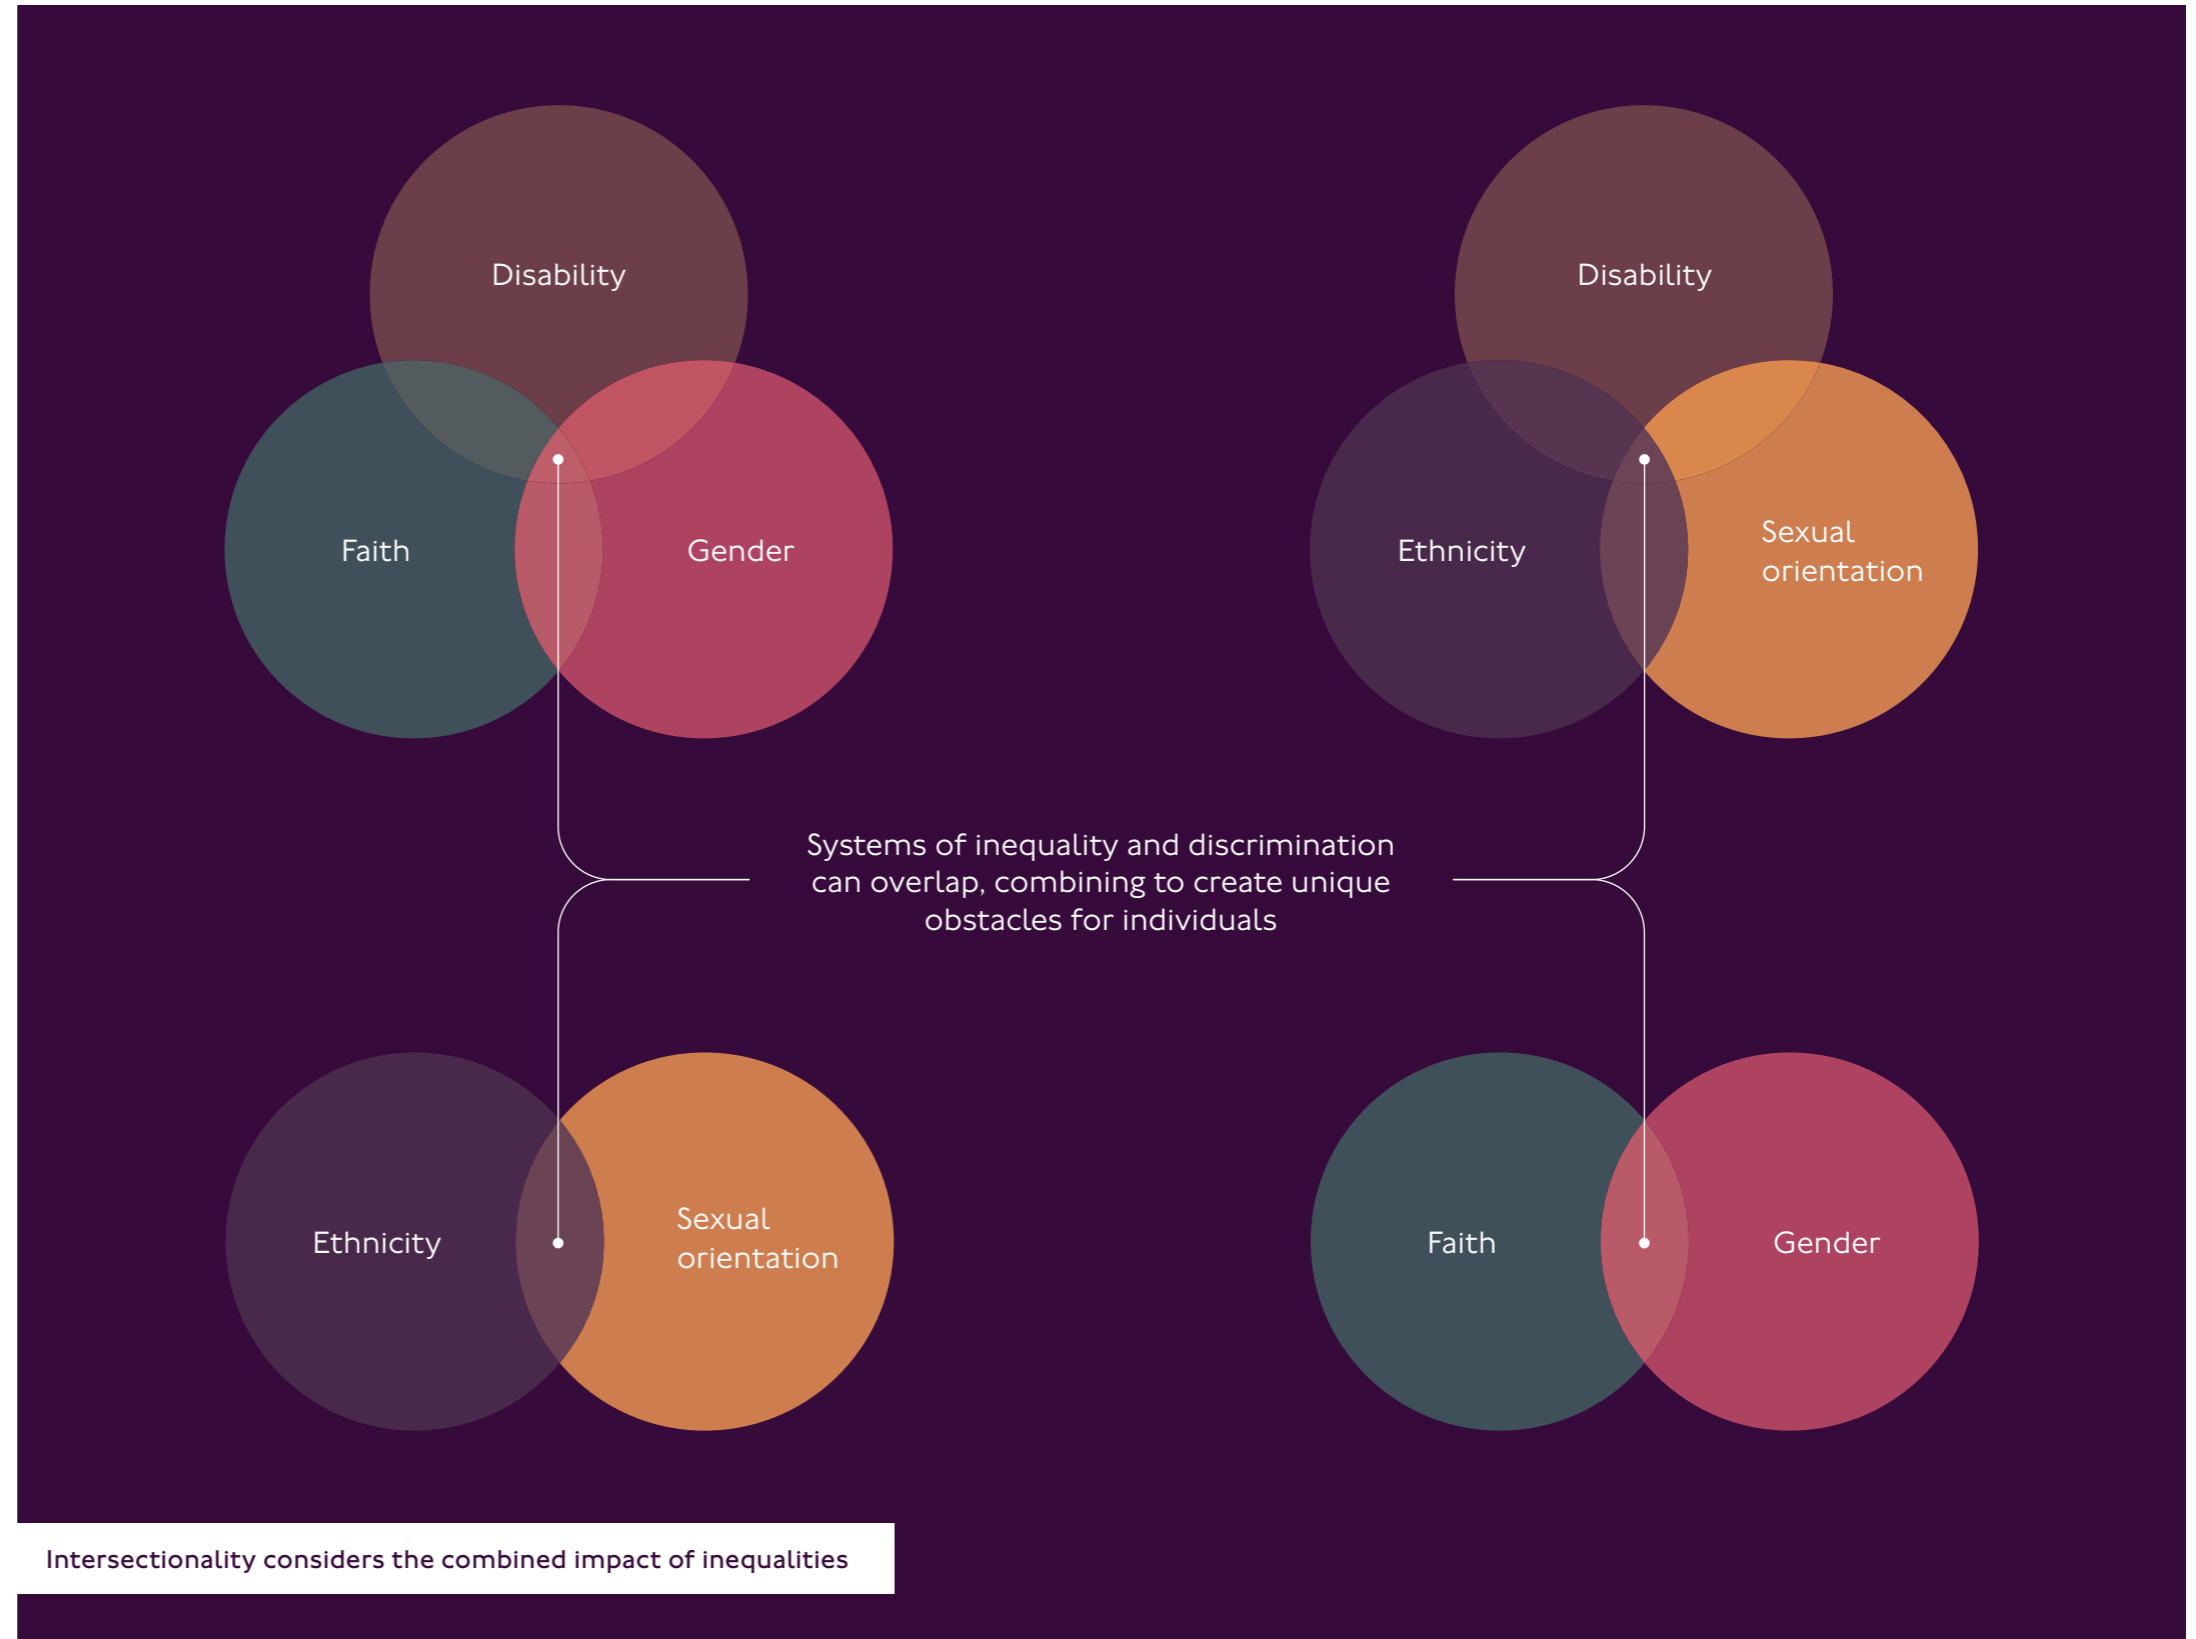 Disability
Faith
Gender
Disability
Ethnicity
Sexual
orientation
Systems of inequality and discrimination
can overlap, combining to create unique
obstacles for individuals
Ethnicity
Sexual
orientation
Faith
Gender
Intersectionality considers the combined impact of inequalities